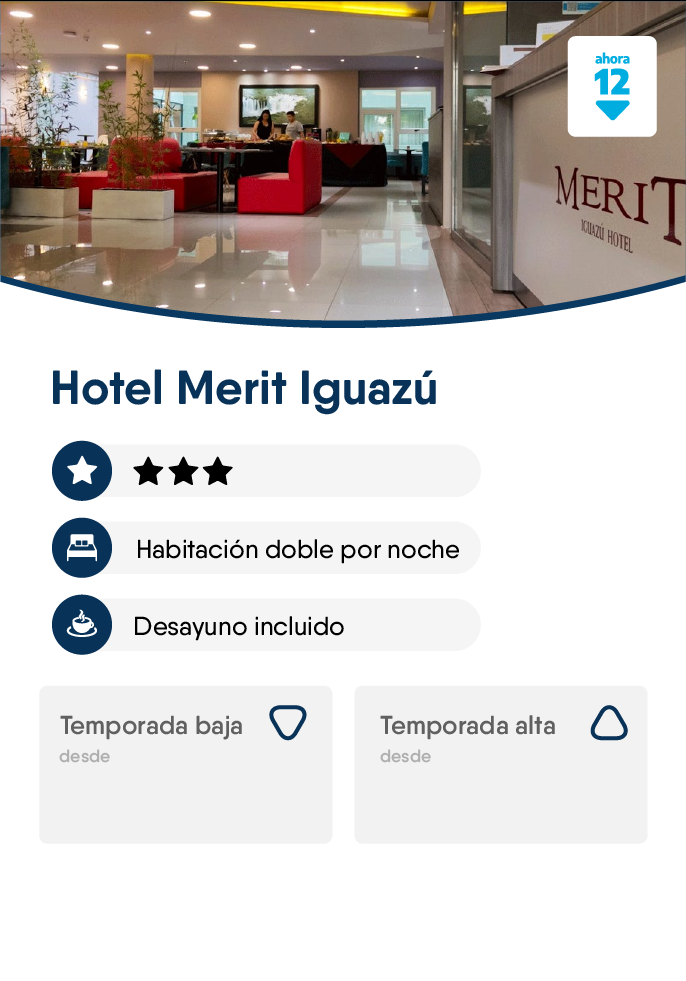 ahora
12
MERIT
IGUAZÚ HOTEL
Hotel Merit Iguazú
Habitación doble por noche
Desayuno incluido
Temporada baja
desde
Temporada alta
desde